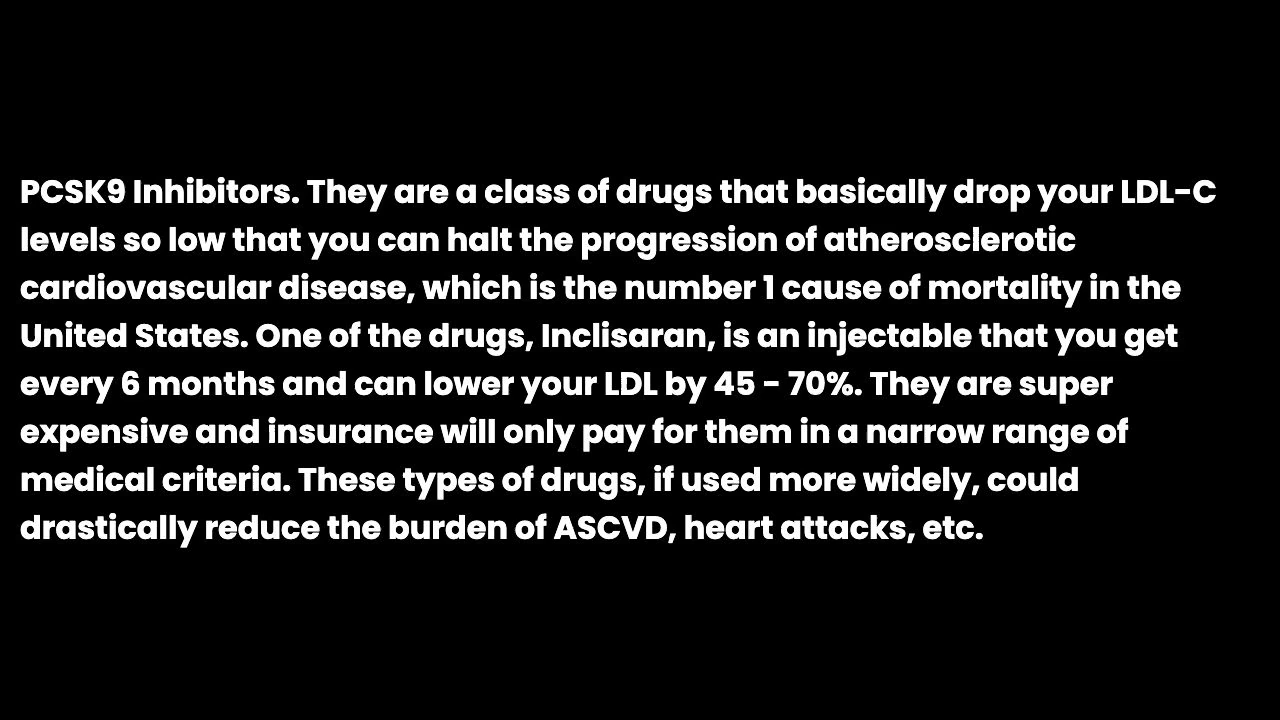 PCSK9 Inhibitors. They are a class of drugs that basically drop your LDL-C
levels so low that you can halt the progression of atherosclerotic
cardiovascular disease, which is the number 1 cause of mortality in the
United States. One of the drugs, Inclisaran, is an injectable that you get
every 6 months and can lower your LDL by 45 - 70%. They are super
expensive and insurance will only pay for them in a narrow range of
medical criteria. These types of drugs, if used more widely, could
drastically reduce the burden of ASCVD, heart attacks, etc.